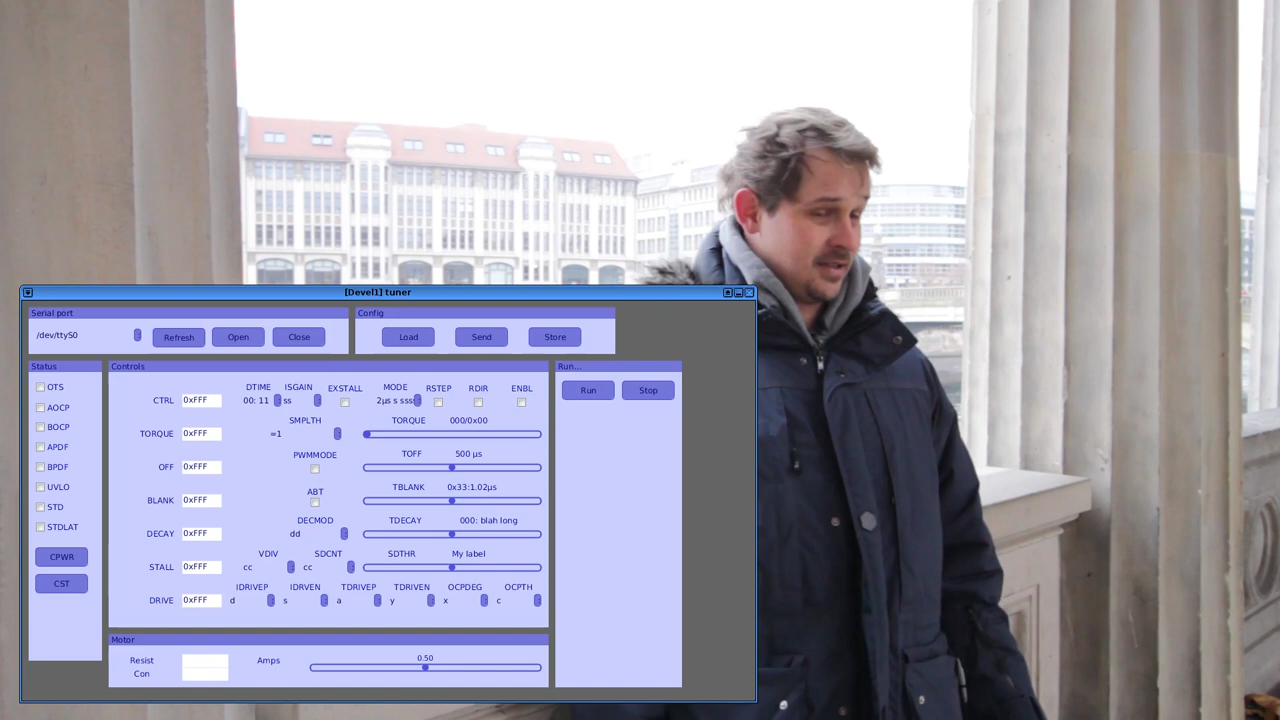 [Devel1] tuner
Serial port
/dev/ttyS0
Refresh
Open
Close
Config
Load
Send
Store
Status
OTS
AOCP
BOCP
APDF
BPDF
UVLO
STD
STDLAT
CPWR
CST
Controls
CTRL 0xFFF
DTIME ISGAIN EXSTALL MODE RSTEP RDIR ENBL
00: 11 ss 2µs s sss
SMPLTH TORQUE 000/0x00
TORQUE 0xFFF =1
PWMMODE TOFF 500 µs
OFF 0xFFF
ABT TBLANK 0x33:1.02µs
BLANK 0xFFF
DECMOD TDECAY 000: blah long
DECAY 0xFFF dd
VDIV SDCNT SDTHR My label
STALL 0xFFF cc cc
IDRIVEP IDRVEN TDRIVEP TDRIVEN OCPDEG OCPTH
DRIVE 0xFFF d s a y x c
Run...
Run
Stop
Motor
Resist
Con
Amps
0.50